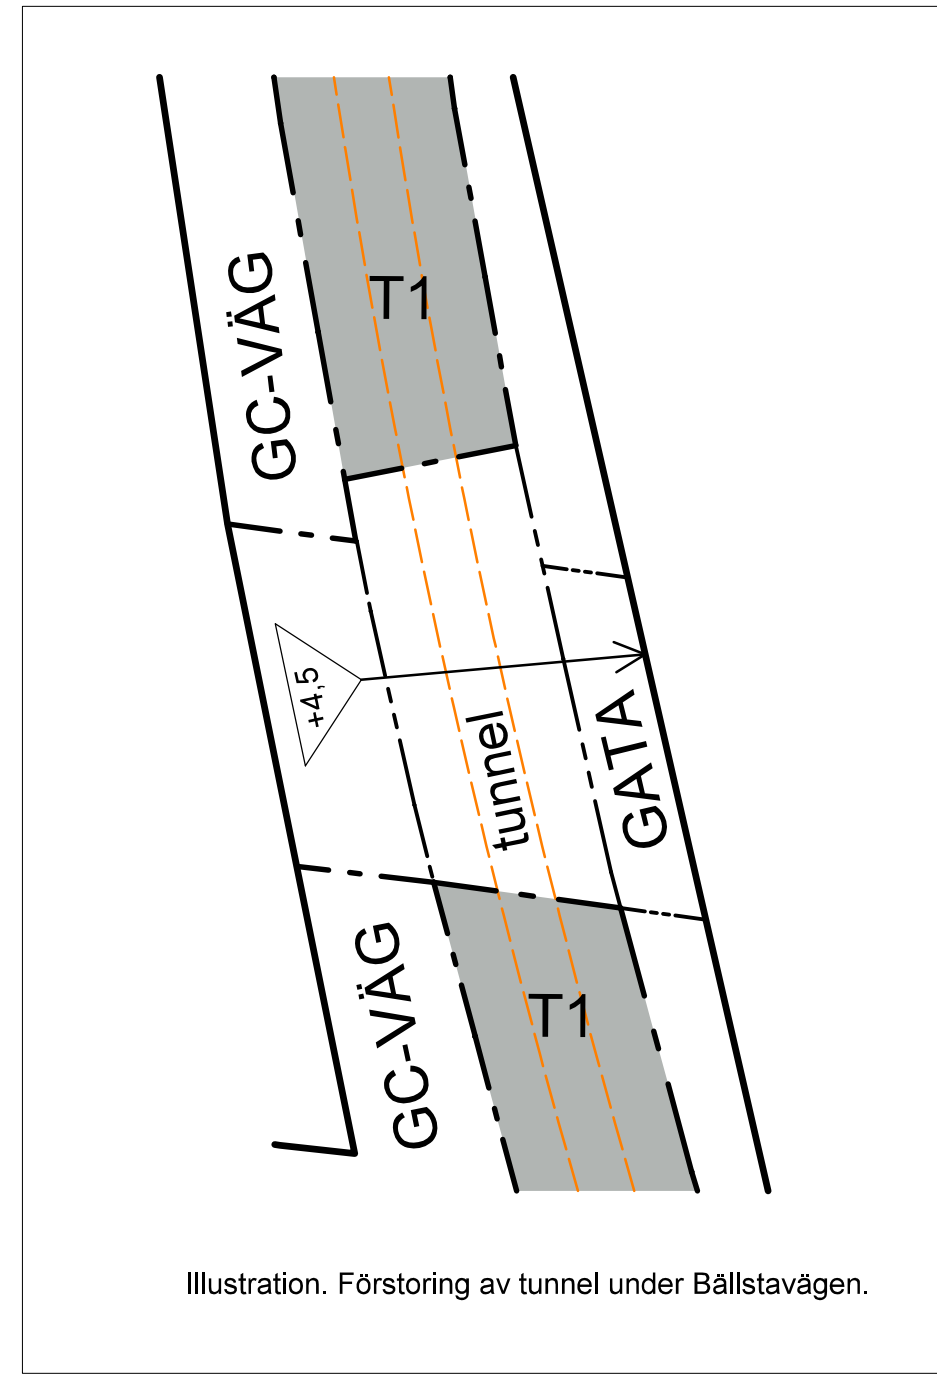 GC-VÄG
T1
+4,5
tunnel
GATA
GC-VÄG
T1
Illustration. Förstoring av tunnel under Bällstavägen.